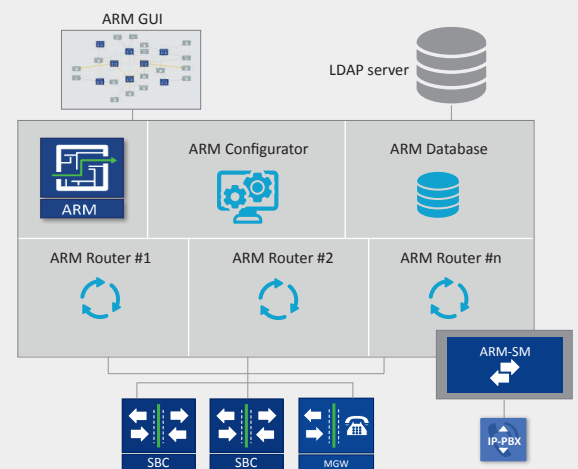 ARM GUI
LDAP server
ARM
ARM Configurator
ARM Database
ARM Router #1
ARM Router #2
ARM Router #n
ARM-SM
SBC
SBC
MGW
IP-PBX